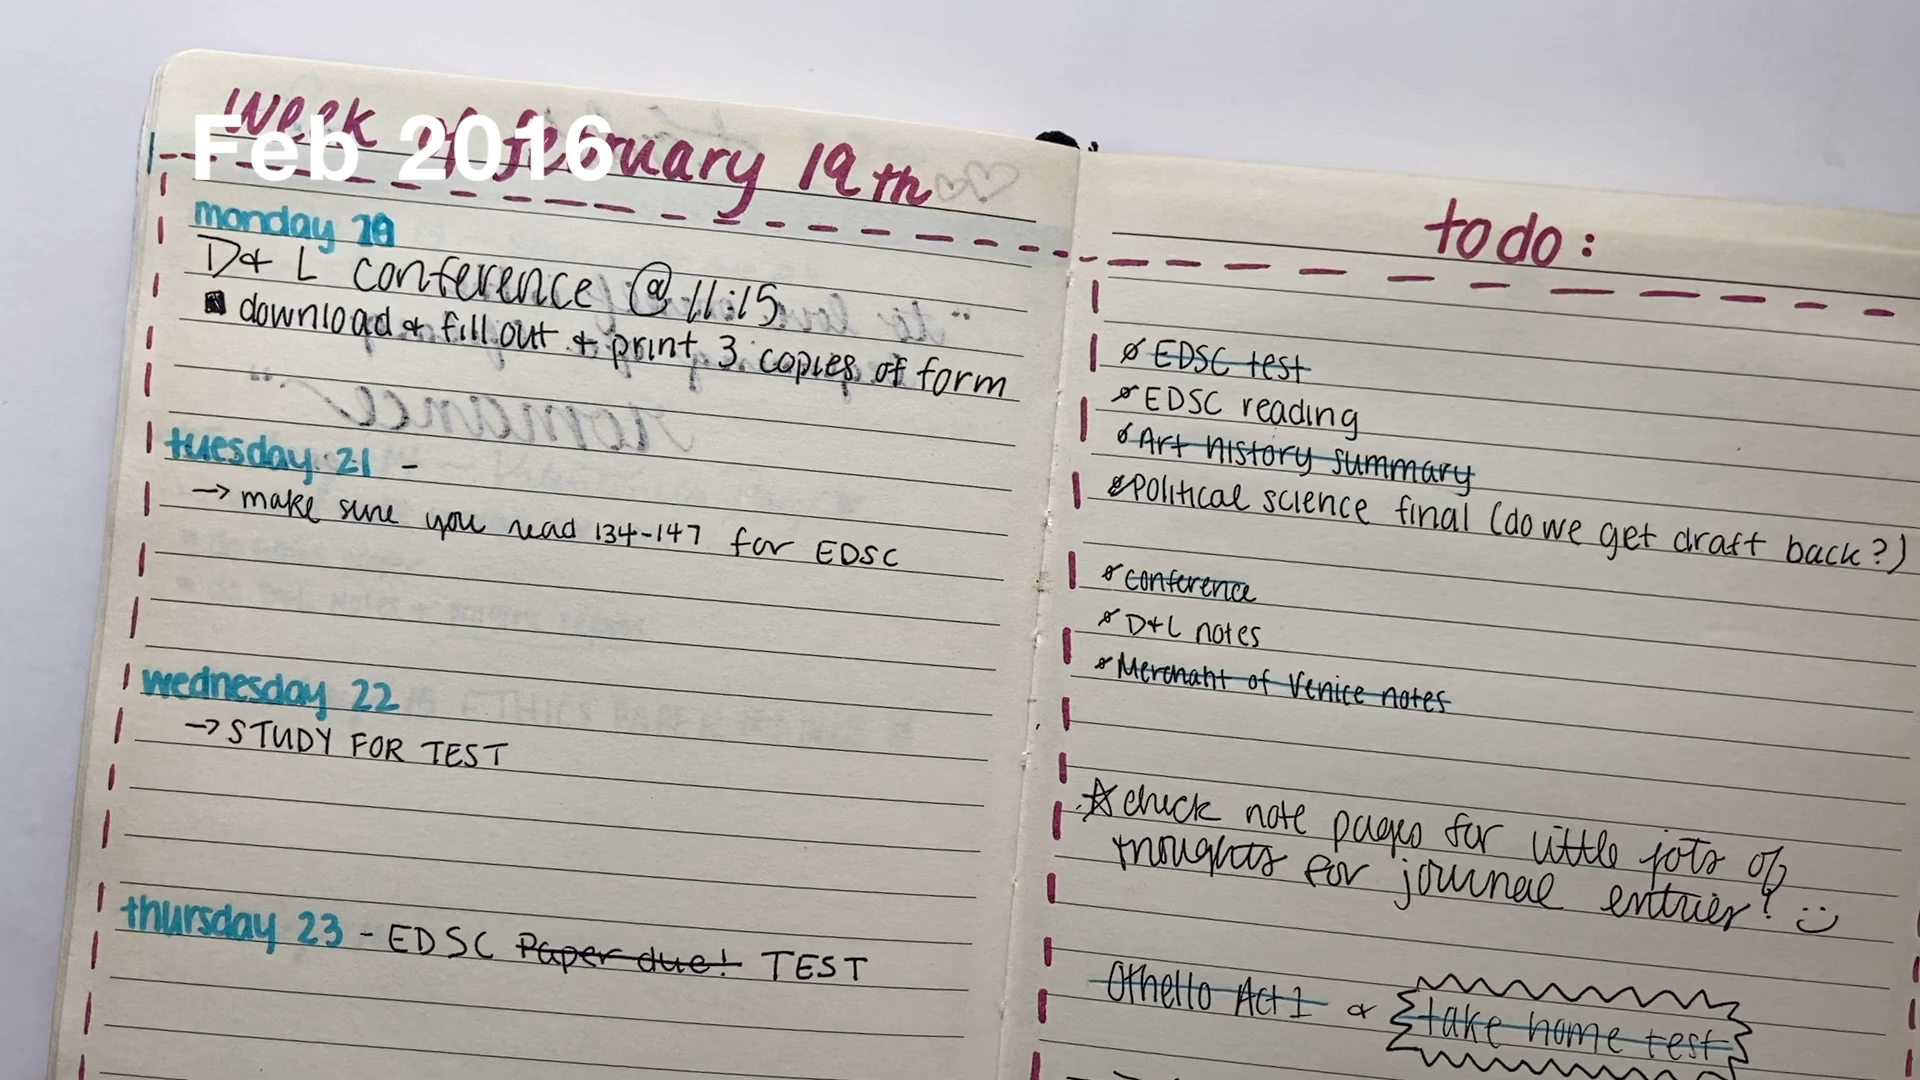 Feb 2016
week of february 19th
monday 20
D & L conference @ 11:15
download & fill out + print 3 copies of form
tuesday 21 -
→ make sure you read 134-147 for EDSC
wednesday 22
→ STUDY FOR TEST
thursday 23 - EDSC Paper due! TEST
to do:
EDSC test
EDSC reading
Art history summary
Political science final (do we get draft back?)
conference
D+L notes
Merchant of Venice notes
☆ check note pages for little jots of
thoughts for journal entries! :)
Othello Act 1 & take home test